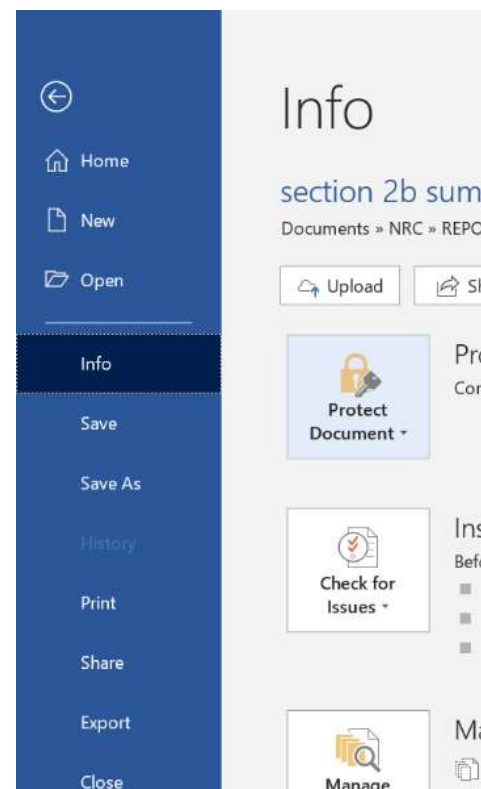 Info
Home
section 2b sum
New
Documents » NRC » REPO
Open
Upload
Info
Protect
Document
Save
Save As
History
Check for
Issues
Print
Share
Export
Close
Manage